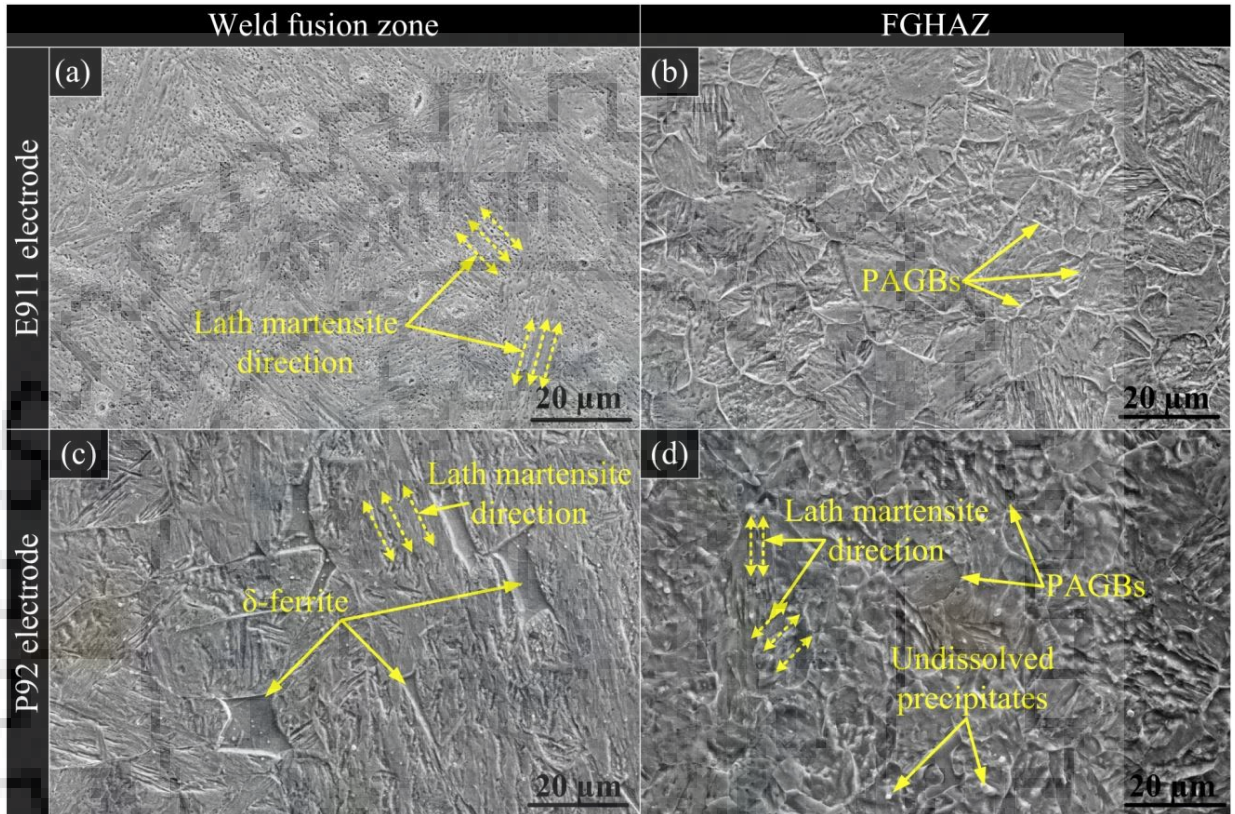 Weld fusion zone
FGHAZ
E911 electrode
(a)
Lath martensite
direction
20 µm
(b)
PAGBs
20 µm
P92 electrode
(c)
Lath martensite
direction
δ-ferrite
20 µm
(d)
Lath martensite
direction
PAGBs
Undissolved
precipitates
20 µm